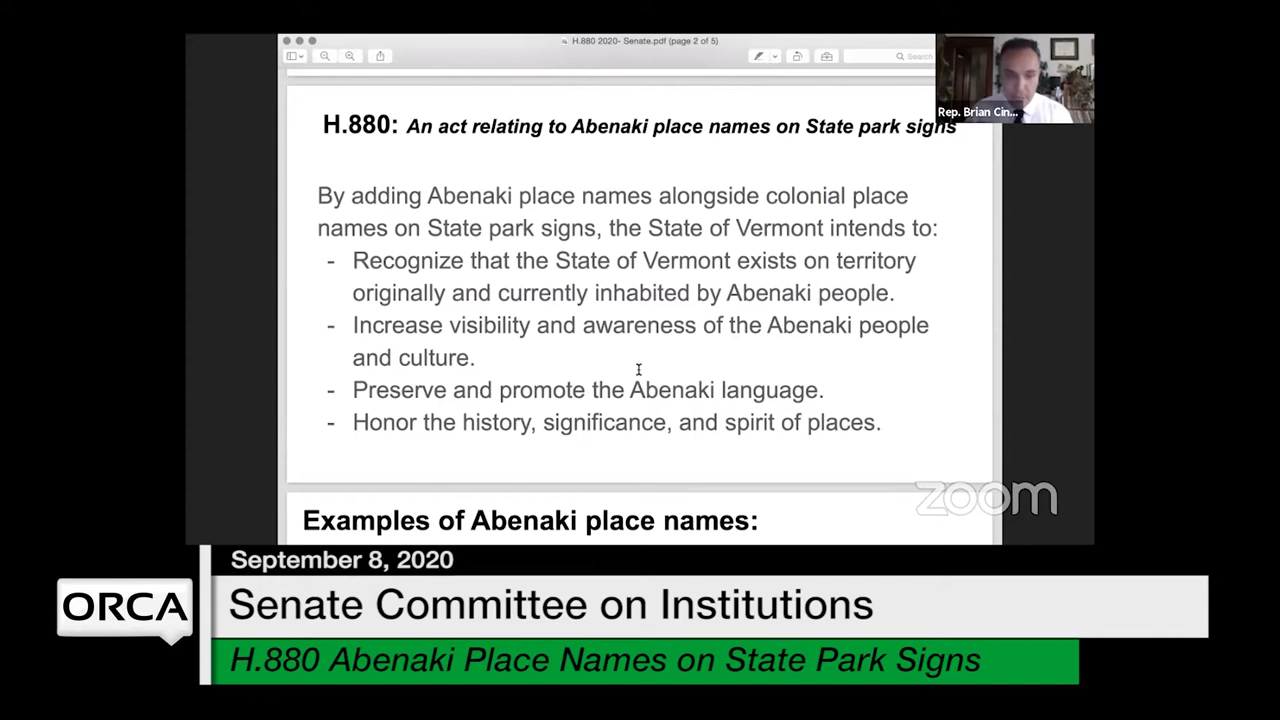 H.880 2020- Senate.pdf (page 2 of 5)
Search
Rep. Brian Cin...
H.880: An act relating to Abenaki place names on State park signs
By adding Abenaki place names alongside colonial place
names on State park signs, the State of Vermont intends to:
- Recognize that the State of Vermont exists on territory
originally and currently inhabited by Abenaki people.
- Increase visibility and awareness of the Abenaki people
and culture.
- Preserve and promote the Abenaki language.
- Honor the history, significance, and spirit of places.
zoom
Examples of Abenaki place names:
September 8, 2020
ORCA
Senate Committee on Institutions
H.880 Abenaki Place Names on State Park Signs